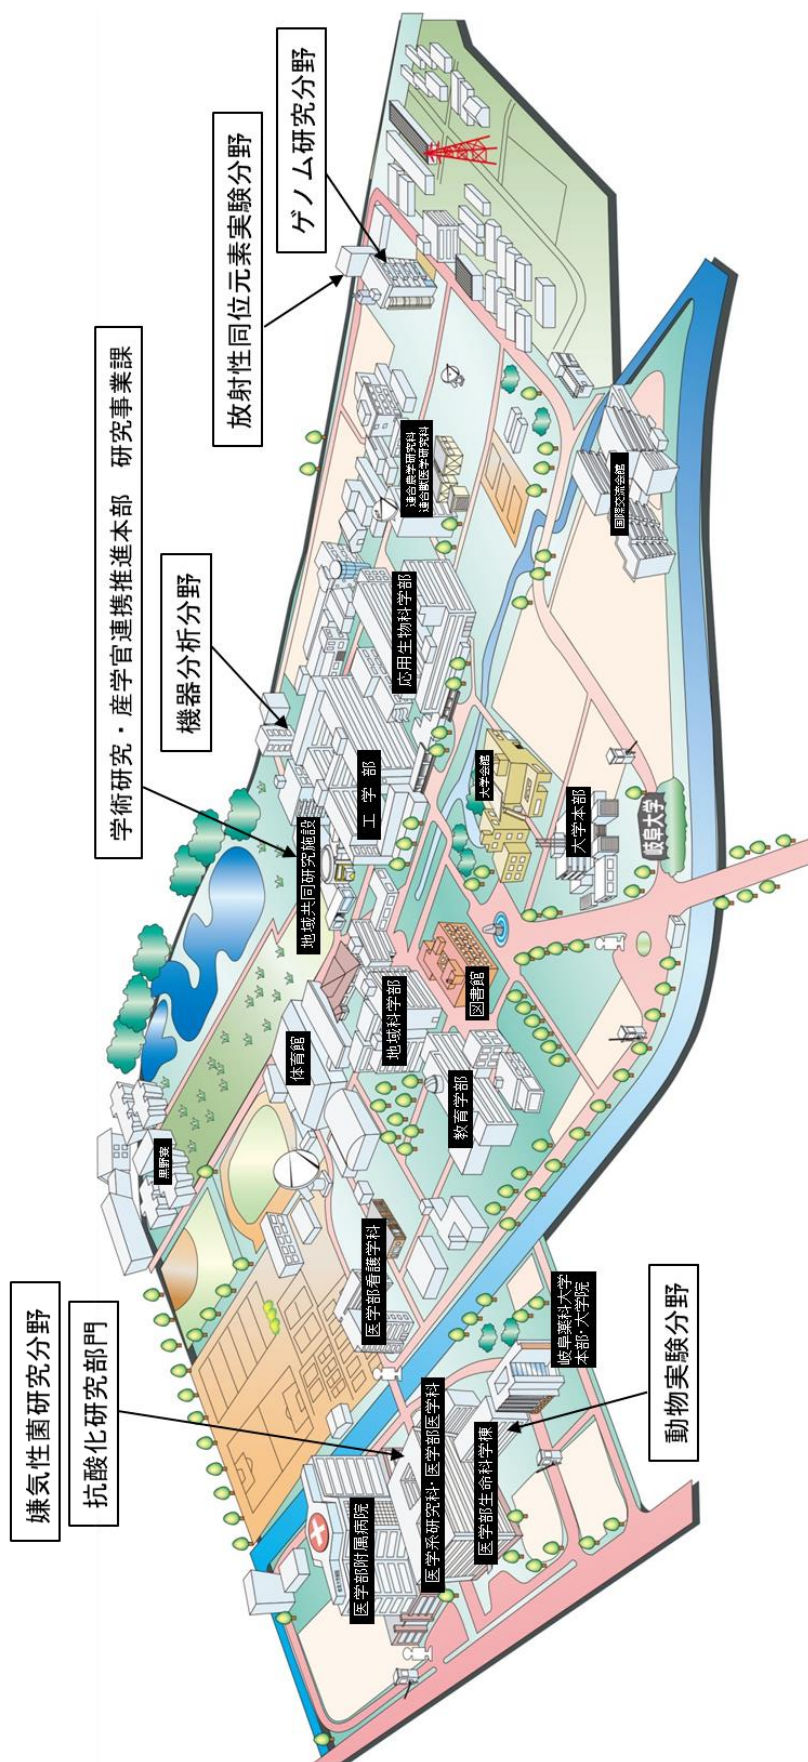 嫌気性菌研究分野
抗酸化研究部門
学術研究・産学官連携推進本部　研究事業課
機器分析分野
放射性同位元素実験分野
ゲノム研究分野
動物実験分野
黒野寮
体育館
地域共同研究施設
工学部
応用生物科学部
連合農学研究科
連合獣医学研究科
医学部附属病院
医学系研究科・医学部医学科
医学部生命科学棟
医学部看護学科
岐阜薬科大学
本部・大学院
教育学部
地域科学部
図書館
大学会館
大学本部
岐阜大学
国際交流会館